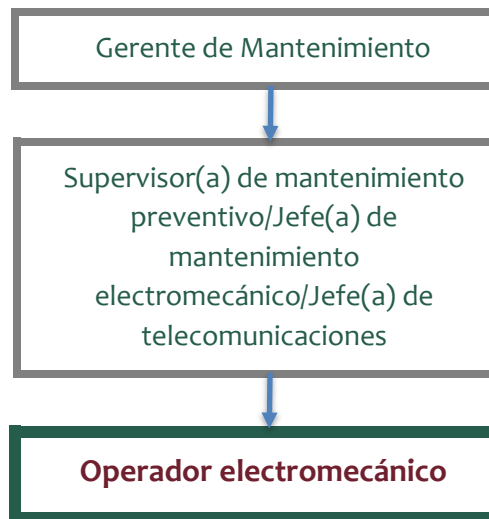 Gerente de Mantenimiento
Supervisor(a) de mantenimiento
preventivo/Jefe(a) de
mantenimiento
electromecánico/Jefe(a) de
telecomunicaciones
Operador electromecánico